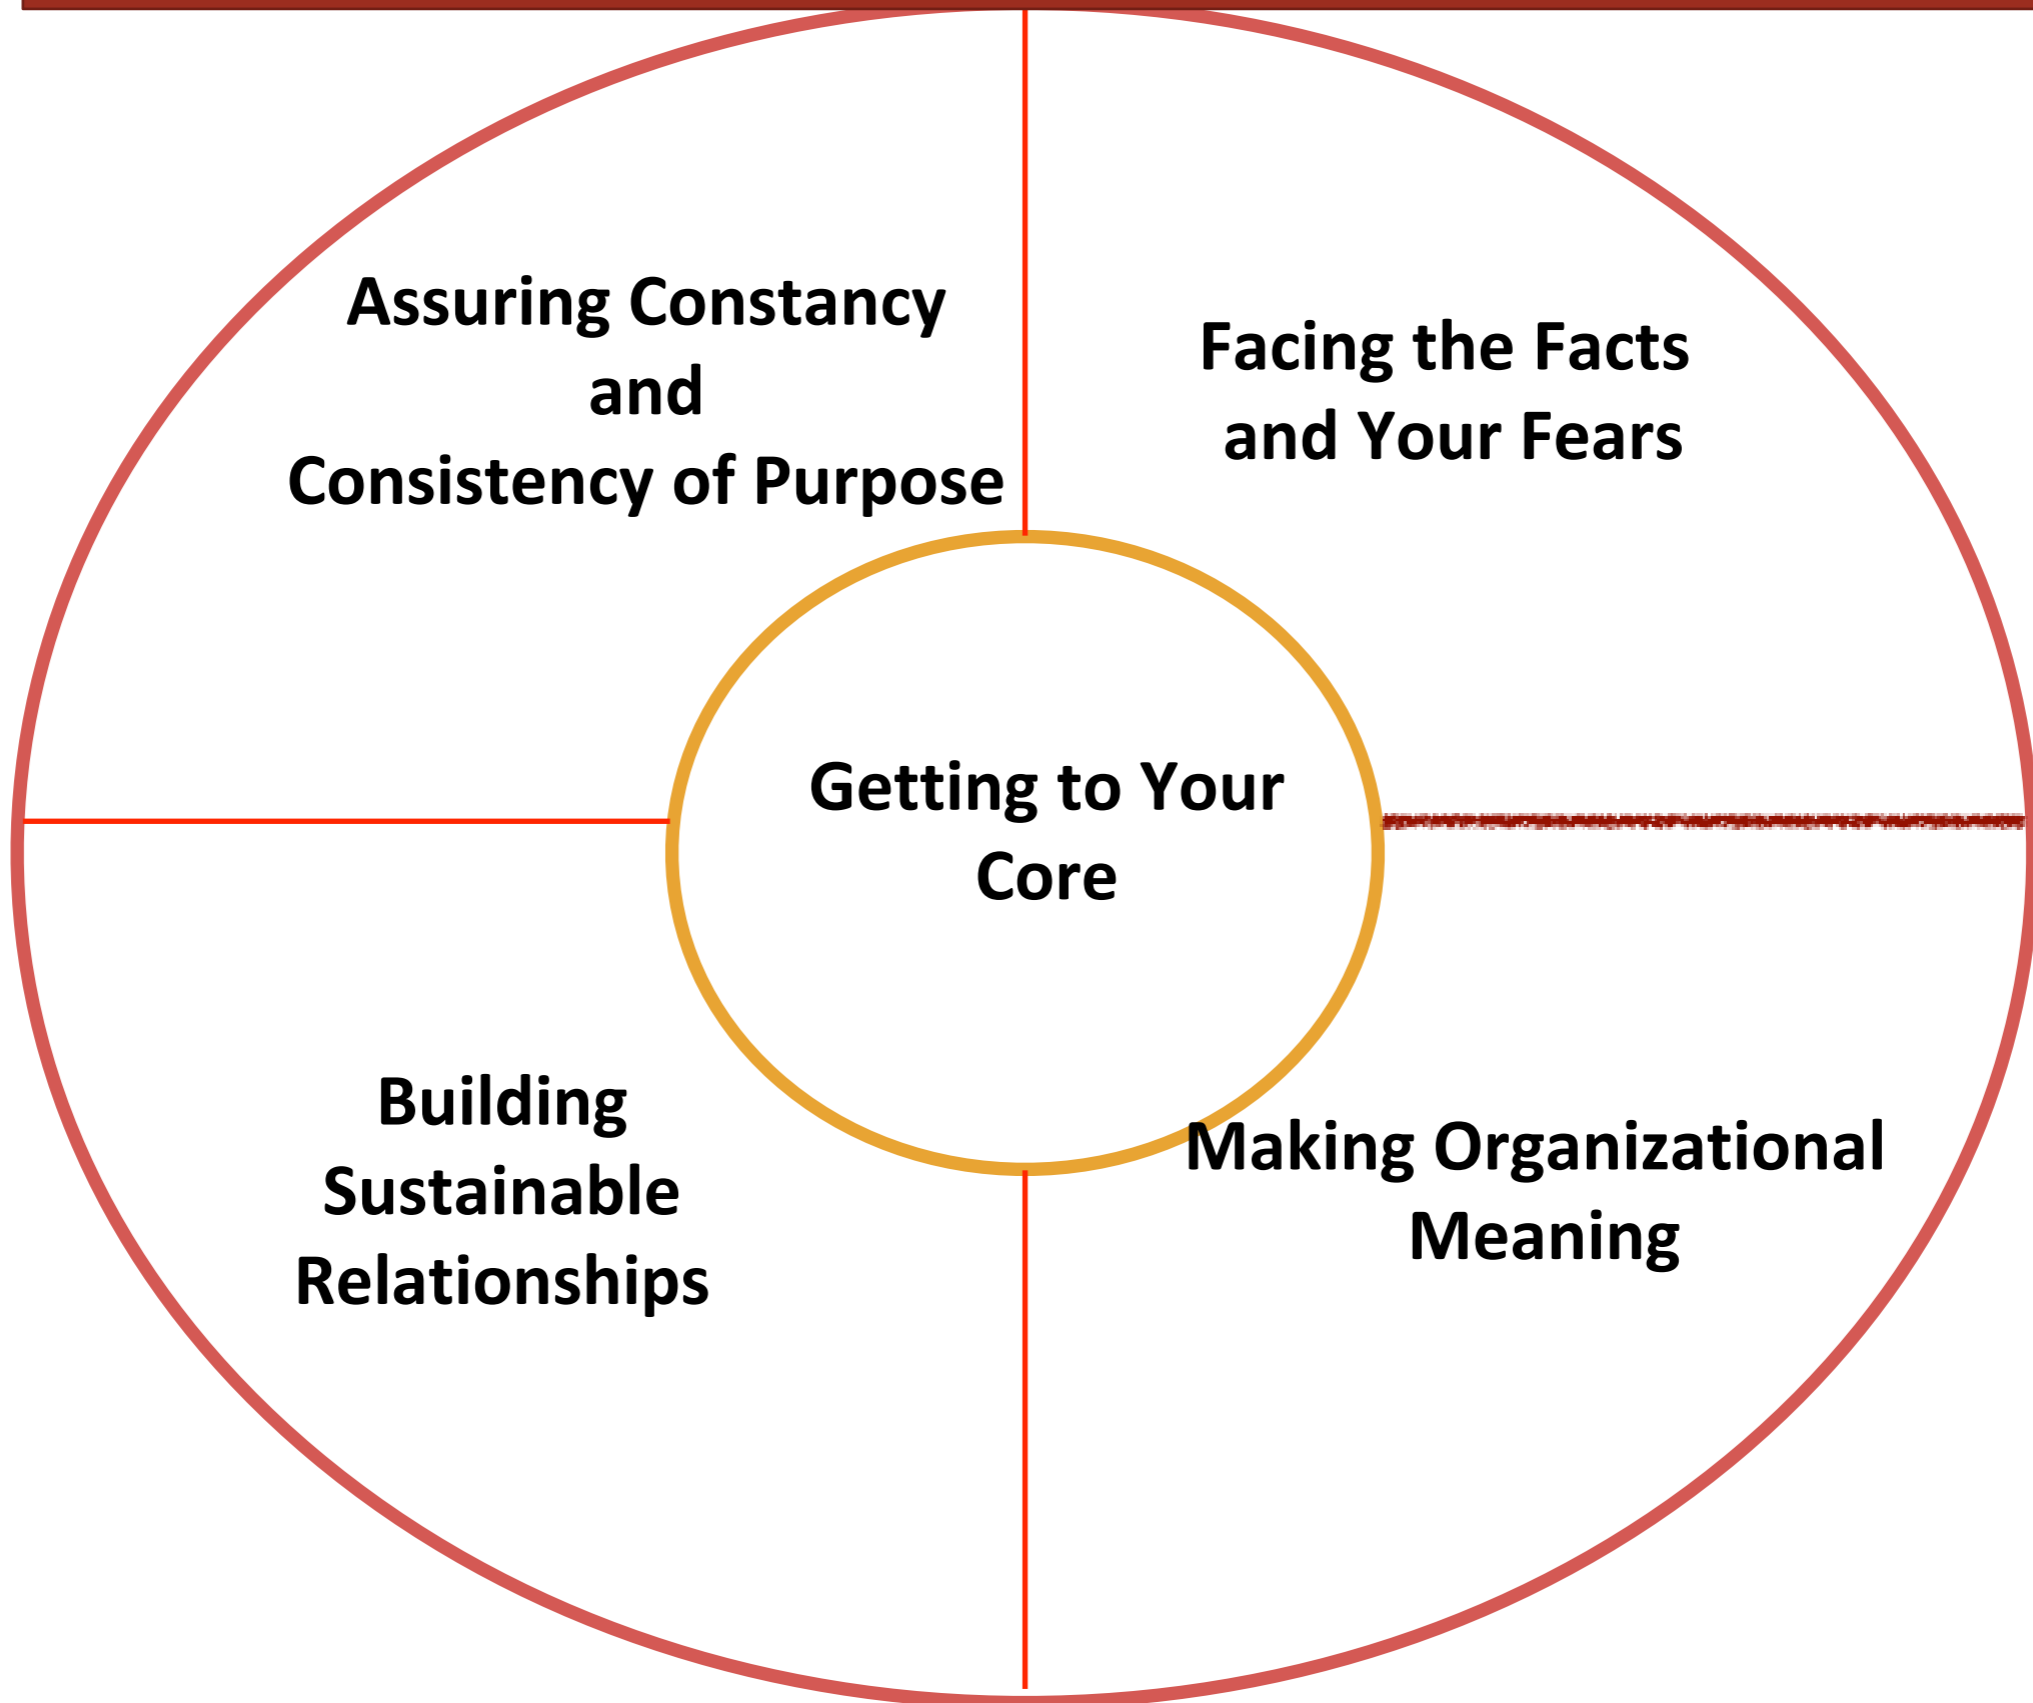 Assuring Constancy
and
Consistency of Purpose
Facing the Facts
and Your Fears
Getting to Your
Core
Building
Sustainable
Relationships
Making Organizational
Meaning